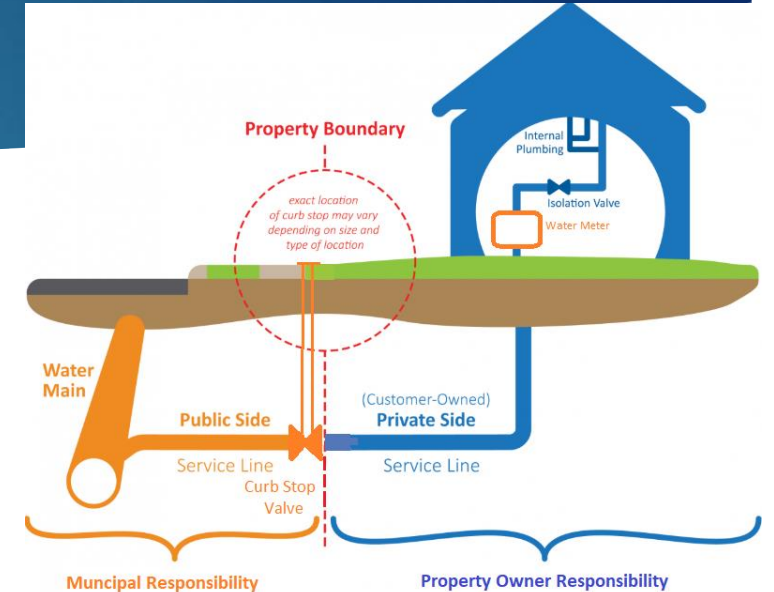 Property Boundary
exact location
of curb stop may vary
depending on size and
type of location
Internal
Plumbing
Isolation Valve
Water Meter
Water
Main
Public Side
Service Line
Curb Stop
Valve
(Customer-Owned)
Private Side
Service Line
Muncipal Responsibility
Property Owner Responsibility